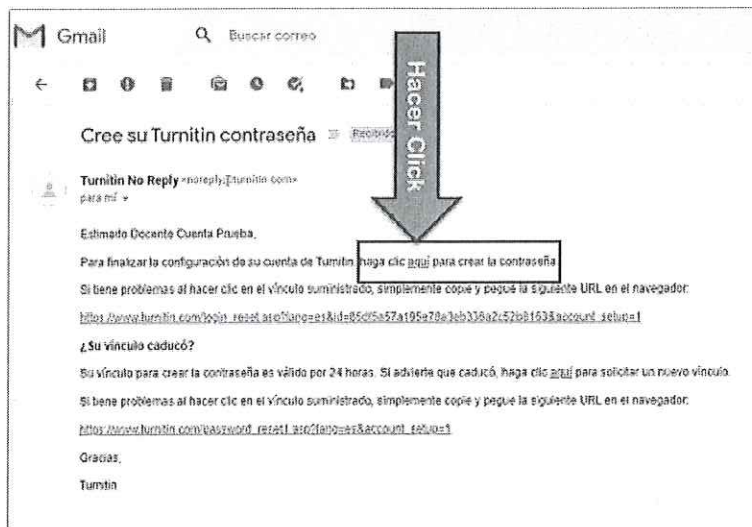 Gmail
Buscar correo
Hacer Click
Cree su Turnitin contraseña
Recibidos
Turnitin No Reply <noreply@turnitin.com>
para mí
Estimado Docente Cuenta Prueba,
Para finalizar la configuración de su cuenta de Turnitin, haga clic aquí para crear la contraseña.
Si tiene problemas al hacer clic en el vínculo suministrado, simplemente copie y pegue la siguiente URL en el navegador:
¿Su vínculo caducó?
Su vínculo para crear la contraseña es válido por 24 horas. Si advierte que caducó, haga clic aquí para solicitar un nuevo vínculo.
Si tiene problemas al hacer clic en el vínculo suministrado, simplemente copie y pegue la siguiente URL en el navegador:
https://www.turnitin.com/password_reset1.asp?lang=es&account_setup=1
Gracias,
Turnitin